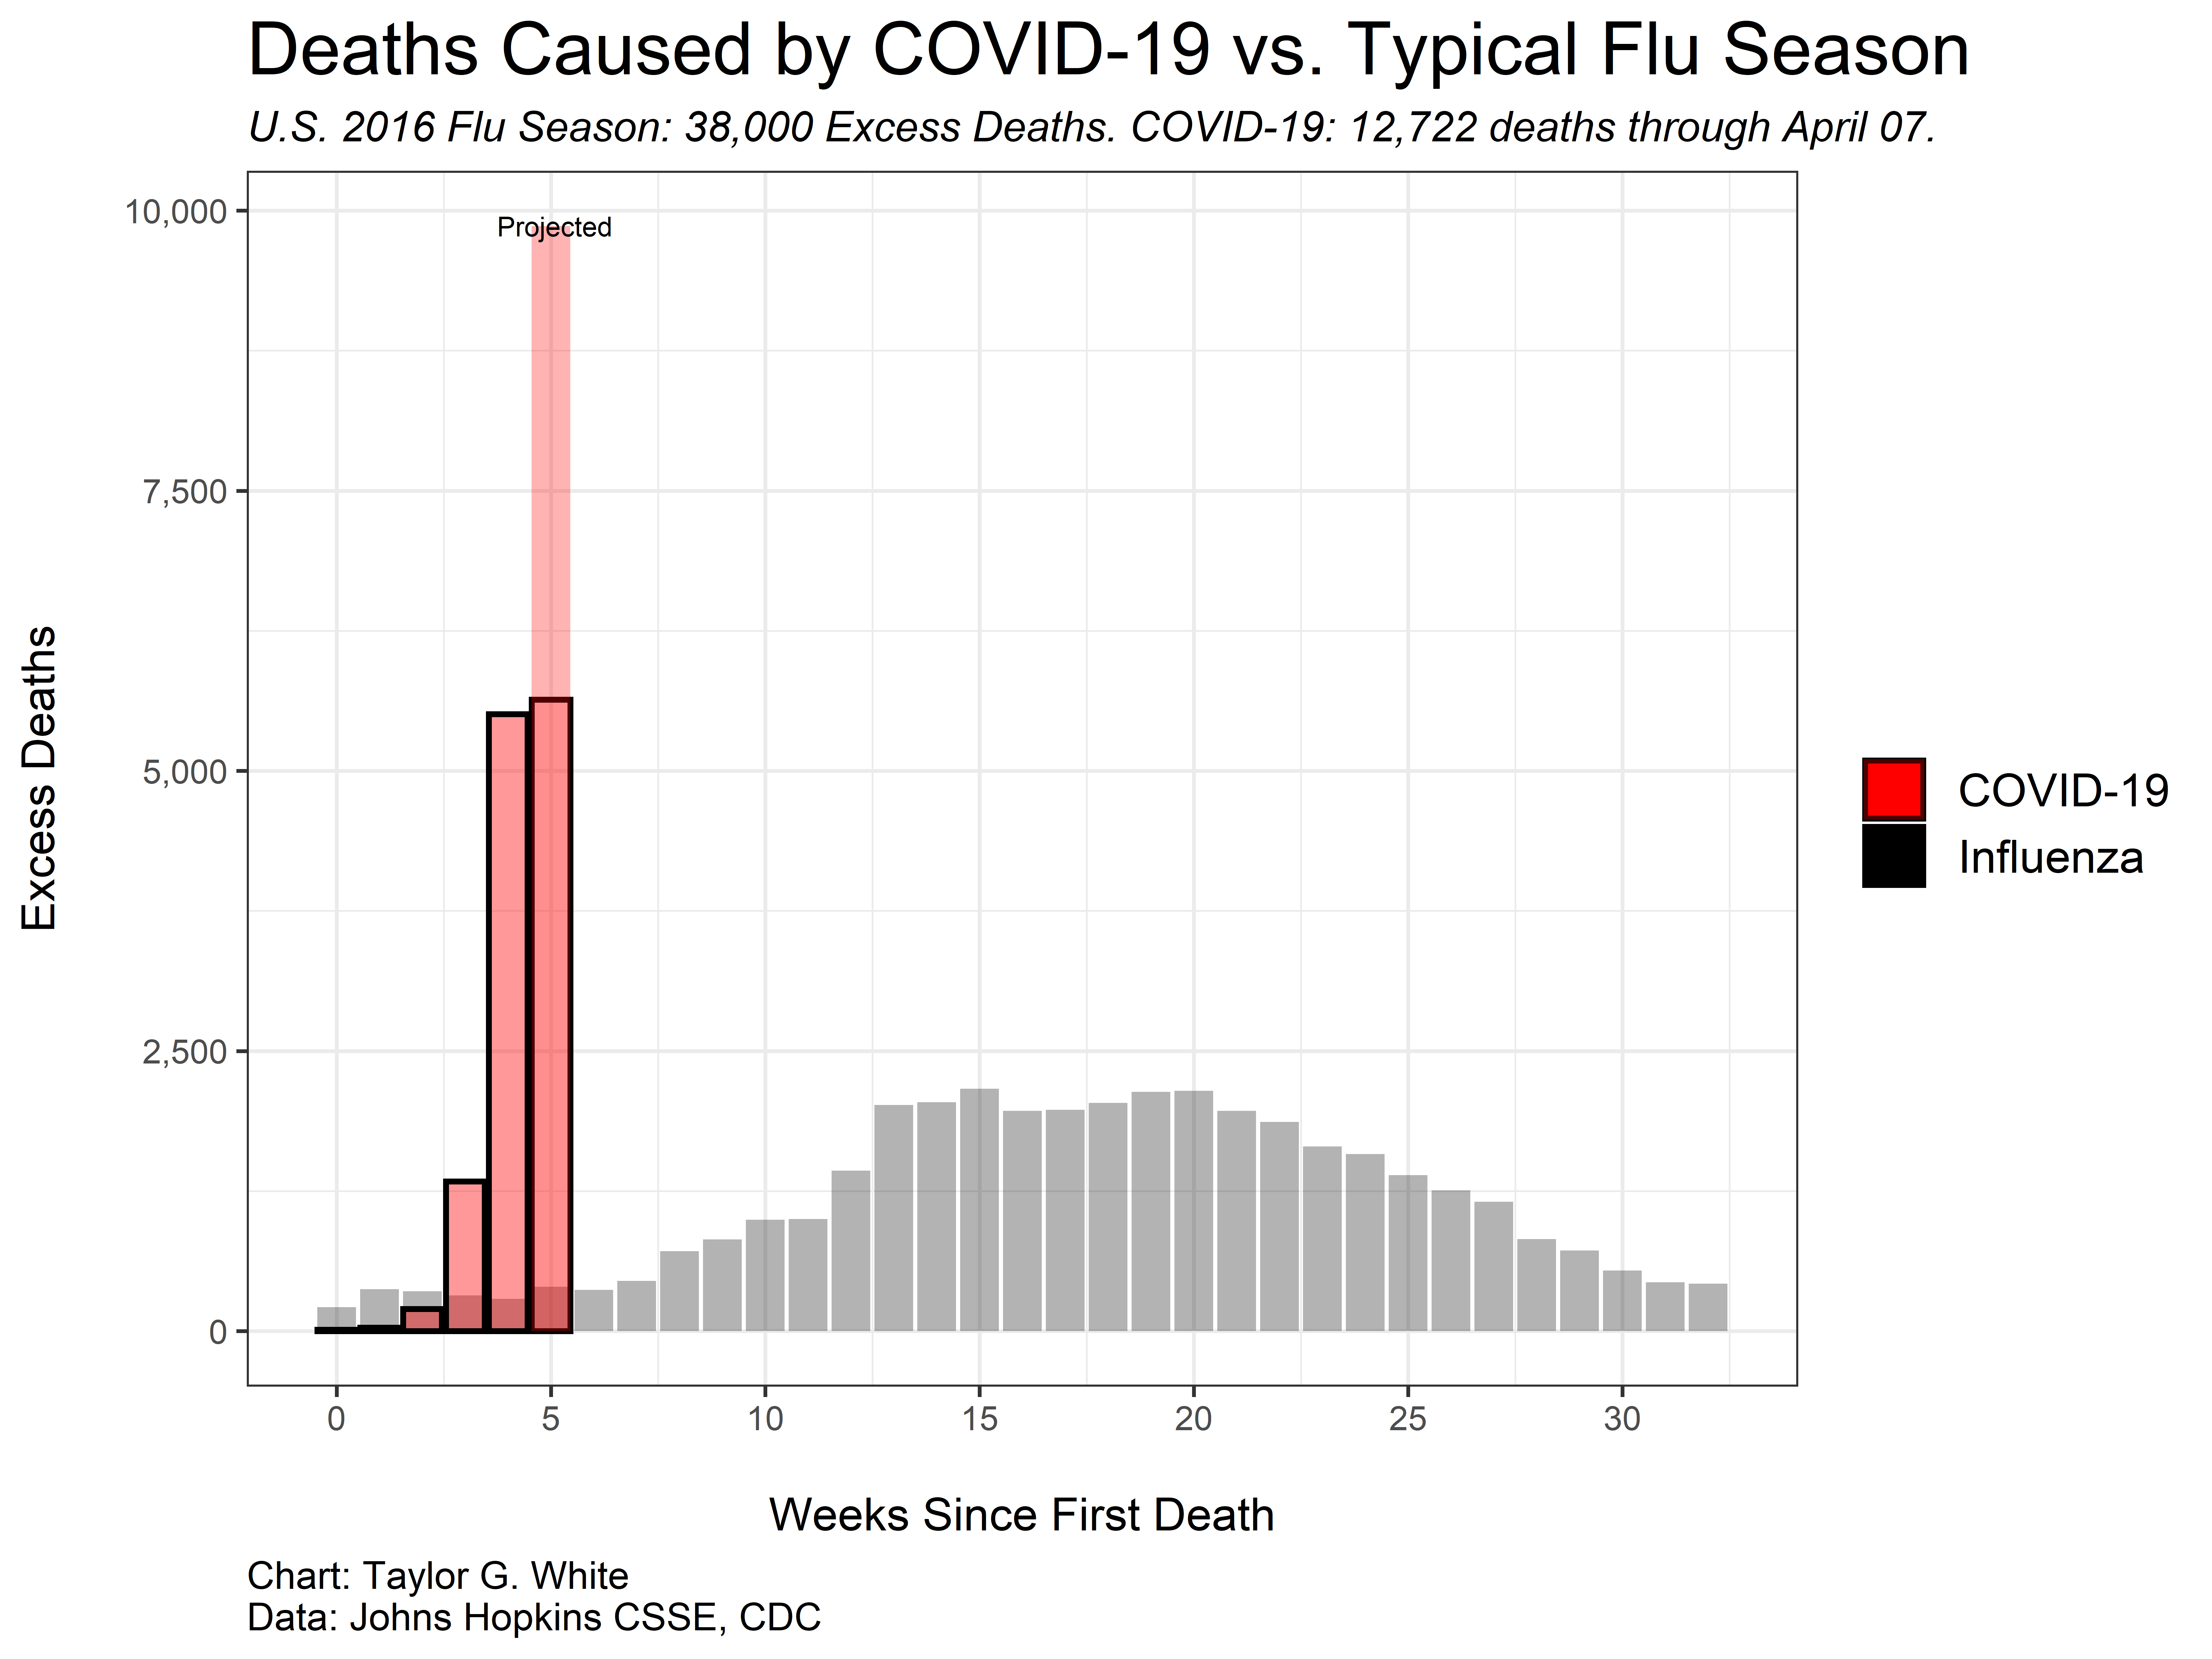 Deaths Caused by COVID-19 vs. Typical Flu Season
U.S. 2016 Flu Season: 38,000 Excess Deaths. COVID-19: 12,722 deaths through April 07.
10,000
7,500
5,000
2,500
0
Excess Deaths
Projected
COVID-19
Influenza
0 5 10 15 20 25 30
Weeks Since First Death
Chart: Taylor G. White
Data: Johns Hopkins CSSE, CDC